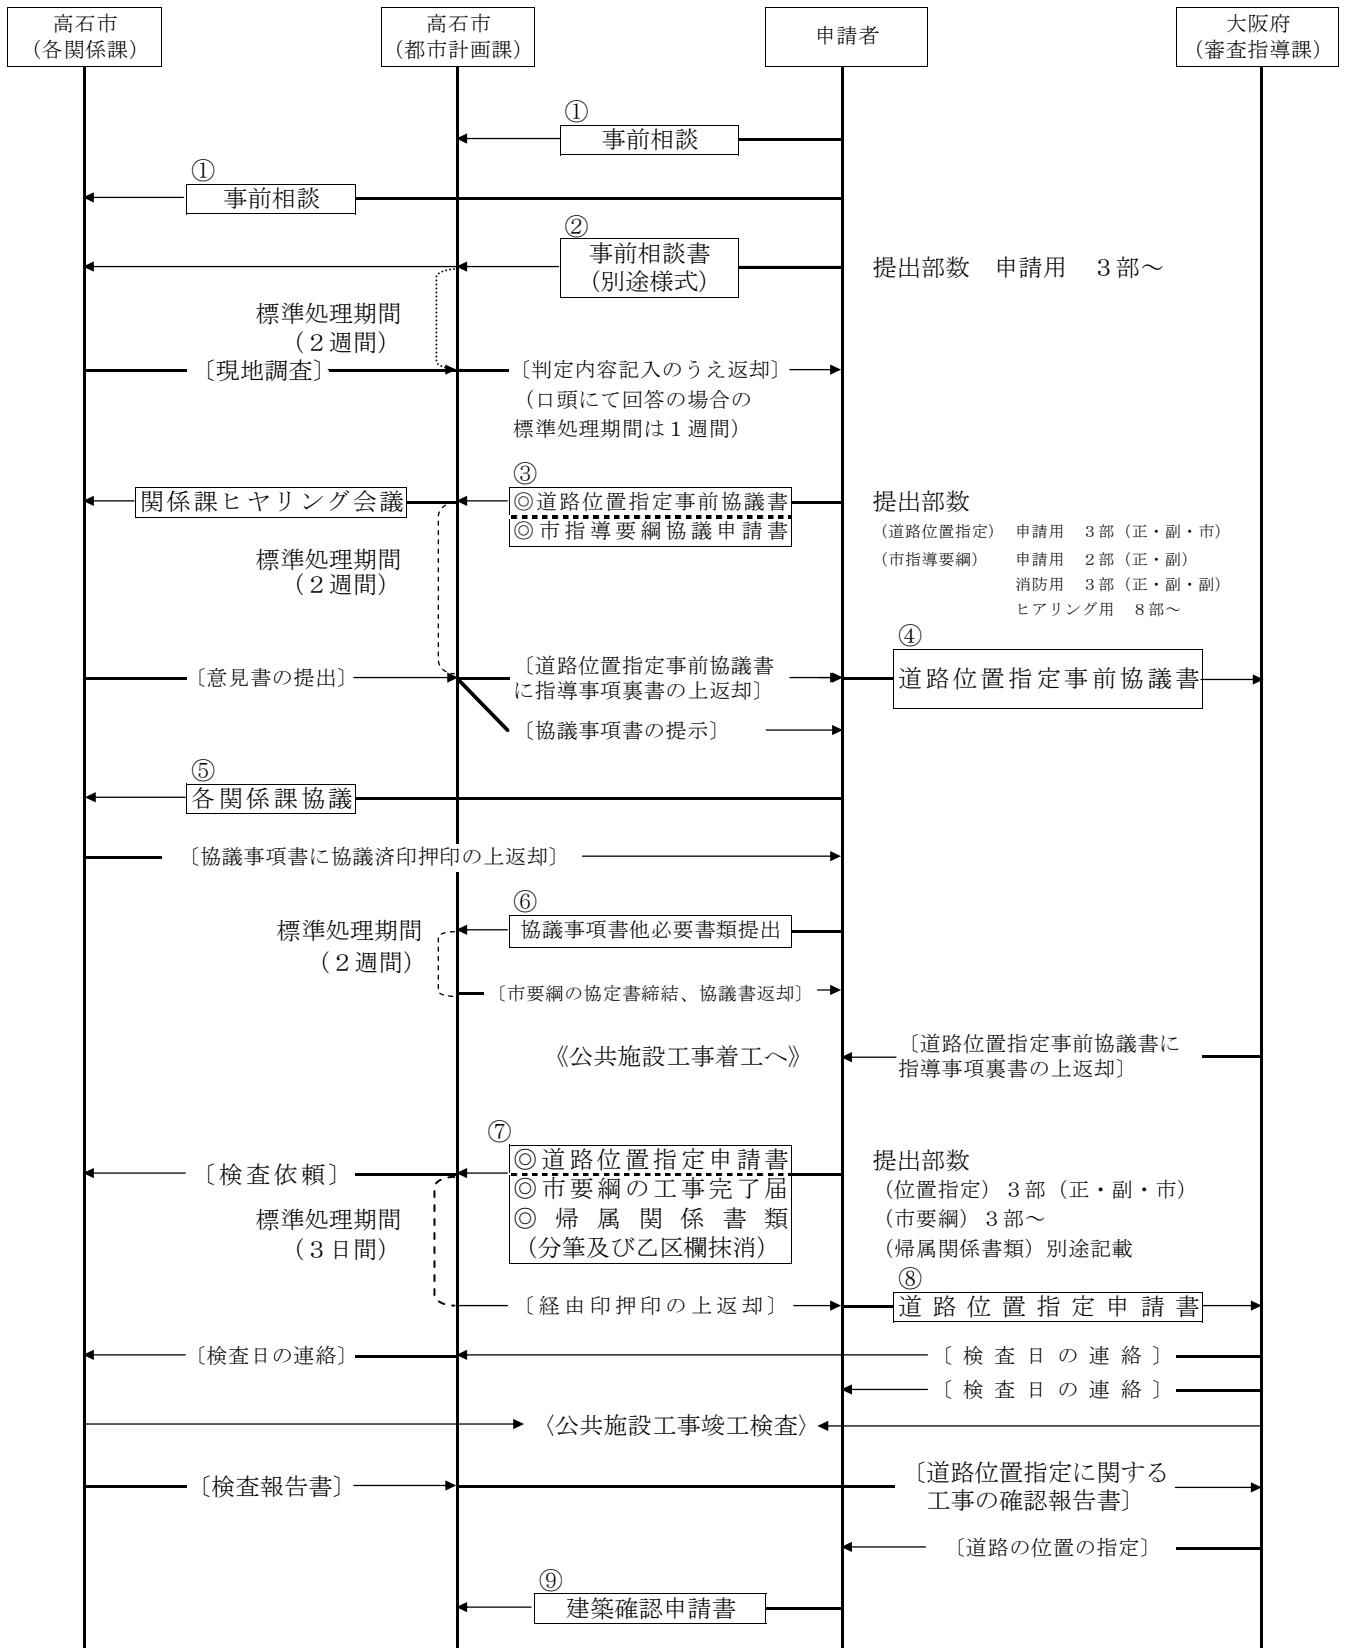 高石市
（各関係課）
高石市
（都市計画課）
申請者
大阪府
（審査指導課）
①
事前相談
①
事前相談
②
事前相談書
（別途様式）
提出部数　申請用　３部～
標準処理期間
（２週間）
〔現地調査〕
〔判定内容記入のうえ返却〕
（口頭にて回答の場合の
標準処理期間は１週間）
③
関係課ヒヤリング会議
◎道路位置指定事前協議書
◎市指導要綱協議申請書
提出部数
（道路位置指定）　申請用　３部（正・副・市）
（市指導要綱）　申請用　２部（正・副）
消防用　３部（正・副・副）
ヒアリング用　８部～
標準処理期間
（２週間）
④
道路位置指定事前協議書
〔意見書の提出〕
〔道路位置指定事前協議書
に指導事項裏書の上返却〕
〔協議事項書の提示〕
⑤
各関係課協議
〔協議事項書に協議済印押印の上返却〕
⑥
協議事項書他必要書類提出
標準処理期間
（２週間）
〔市要綱の協定書締結、協議書返却〕
《公共施設工事着工へ》
〔道路位置指定事前協議書に
指導事項裏書の上返却〕
⑦
〔検査依頼〕
◎道路位置指定申請書
◎市要綱の工事完了届
◎帰属関係書類
（分筆及び乙区欄抹消）
提出部数
（位置指定）３部（正・副・市）
（市要綱）３部～
（帰属関係書類）別途記載
標準処理期間
（３日間）
⑧
〔経由印押印の上返却〕
道路位置指定申請書
〔検査日の連絡〕
〔検査日の連絡〕
〔検査日の連絡〕
〈公共施設工事竣工検査〉
〔検査報告書〕
〔道路位置指定に関する
工事の確認報告書〕
〔道路の位置の指定〕
⑨
建築確認申請書